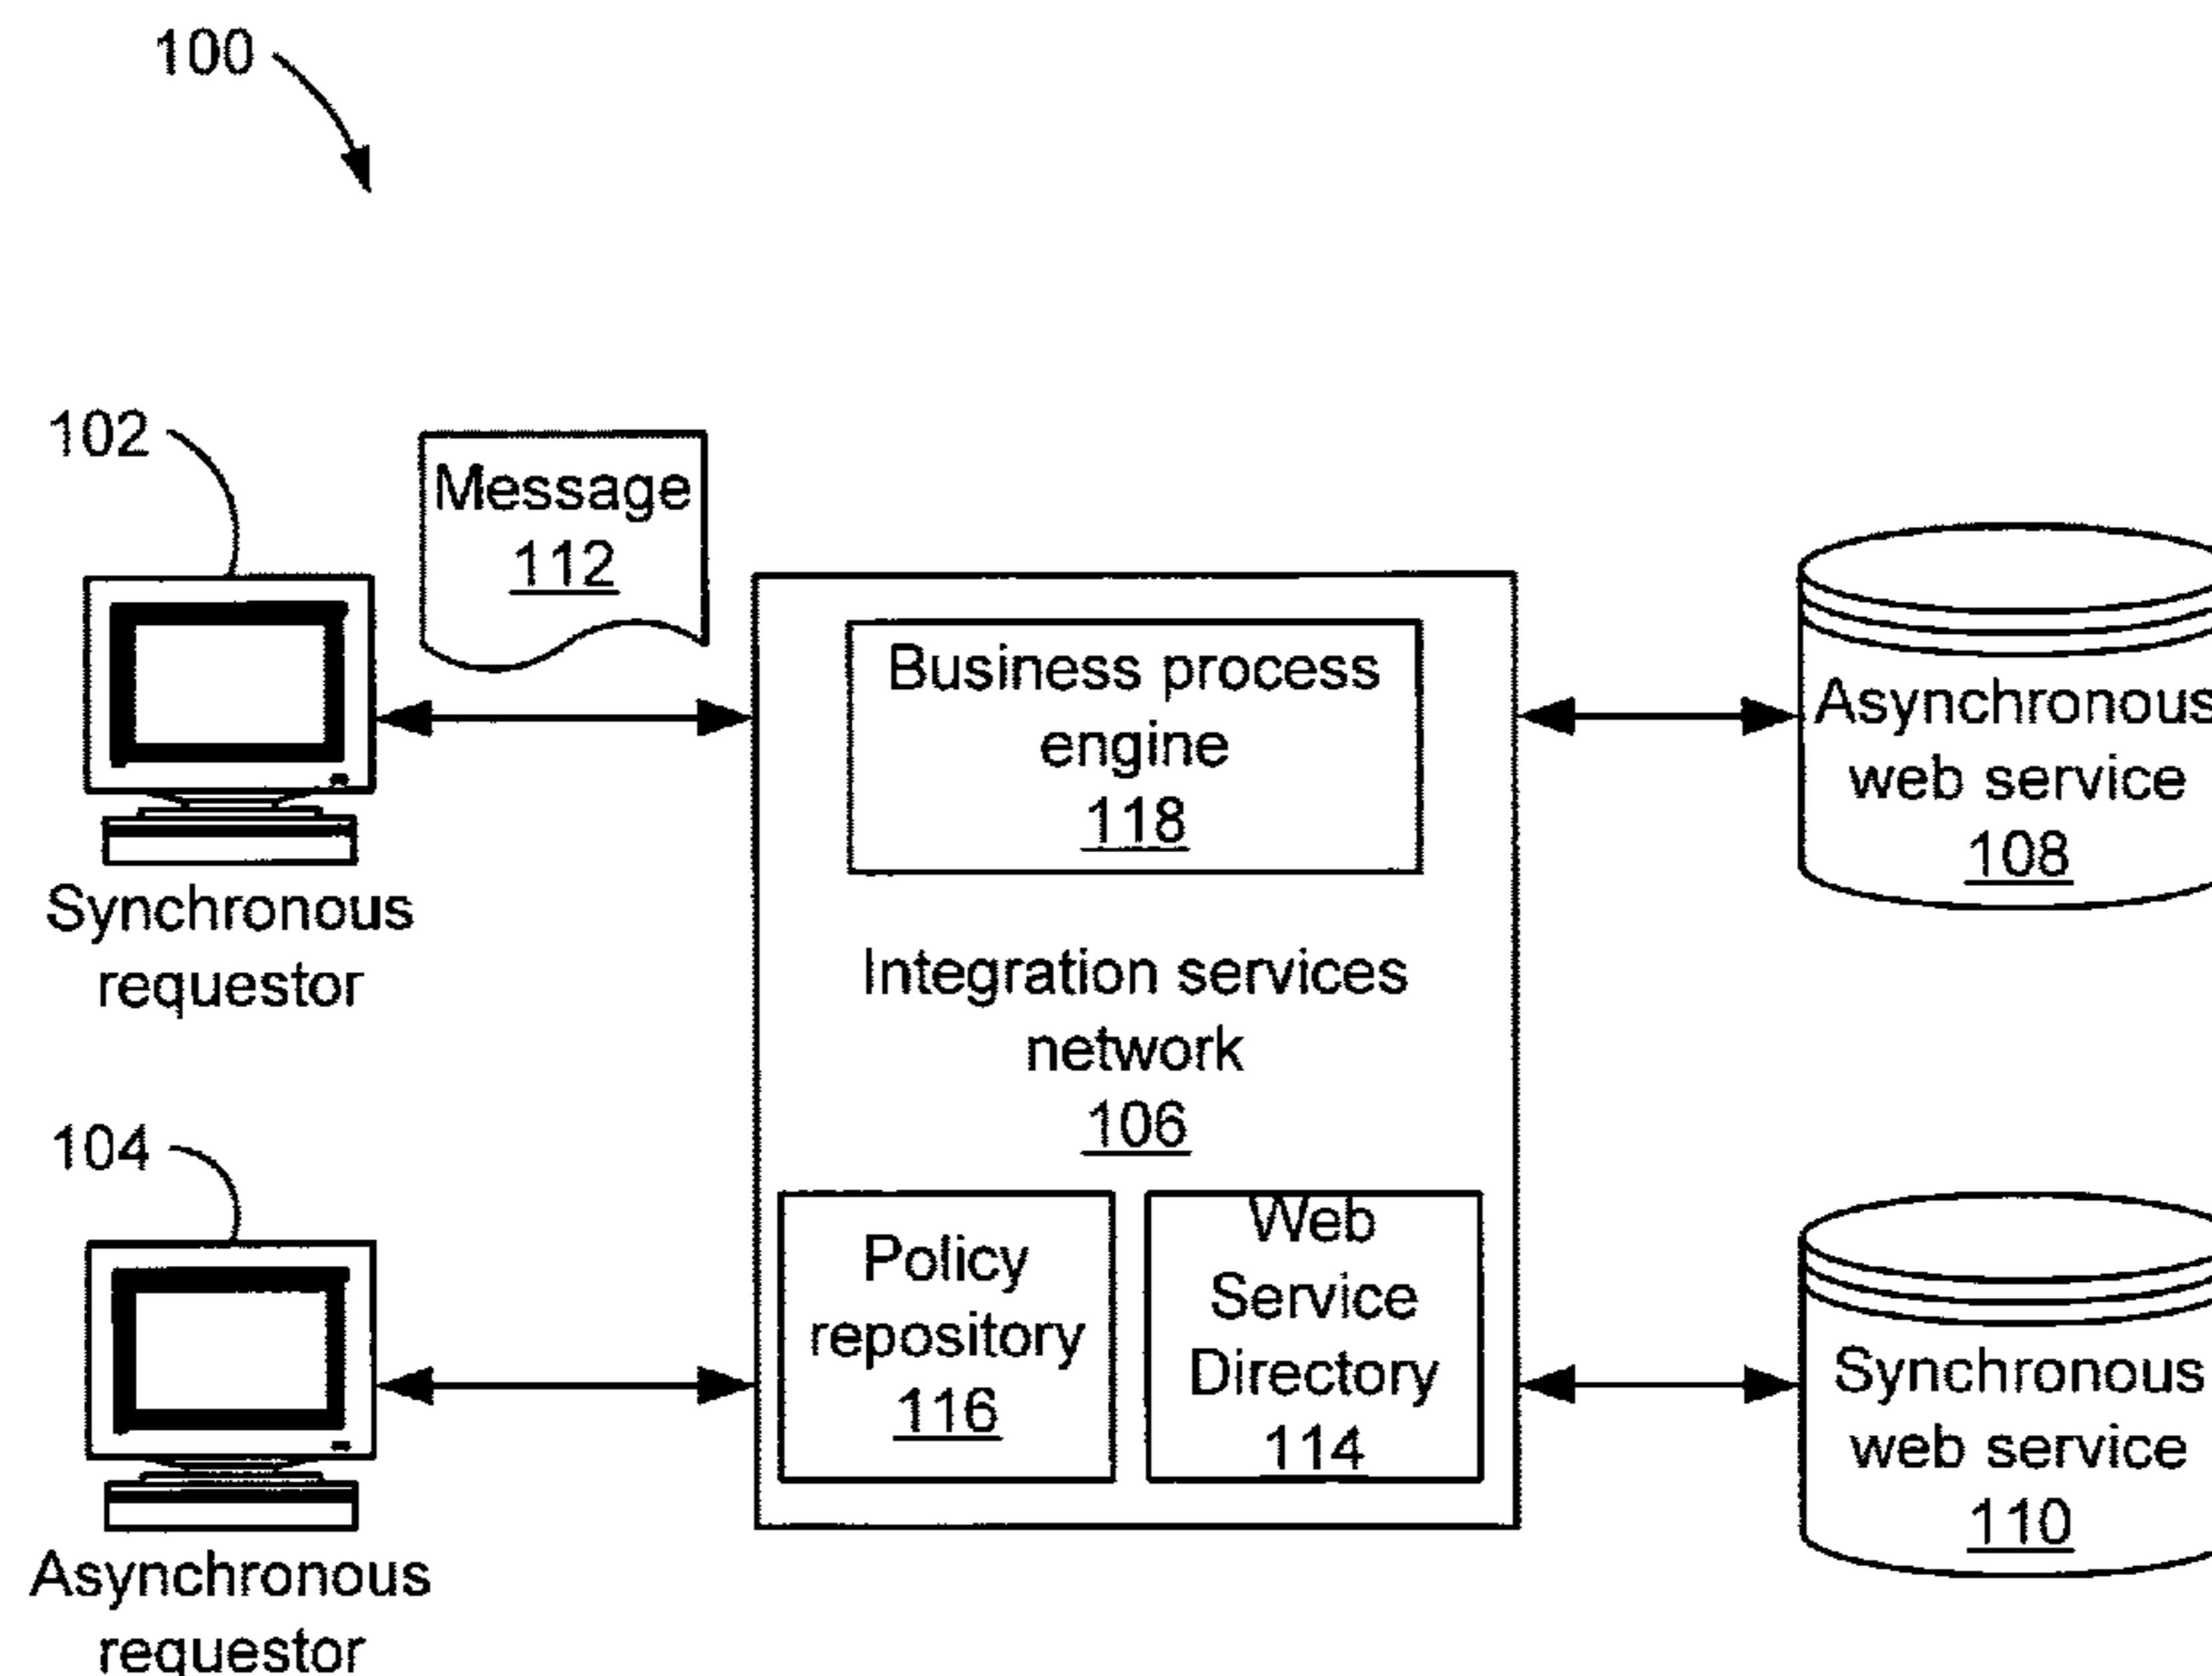 100
102
Message
112
Synchronous
requestor
104
Asynchronous
requestor
Business process
engine
118
Integration services
network
106
Policy
repository
116
Web
Service
Directory
114
Asynchronous
web service
108
Synchronous
web service
110